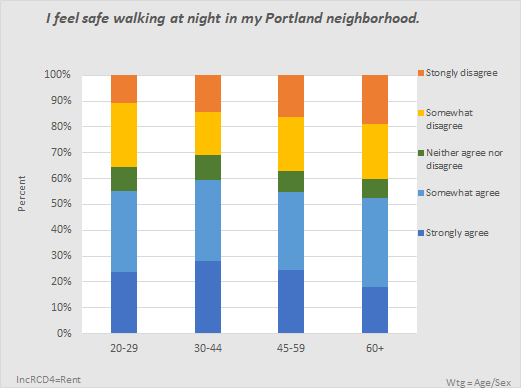 I feel safe walking at night in my Portland neighborhood.
100%
90%
80%
70%
60%
50%
40%
30%
20%
10%
0%
Percent
20-29
30-44
45-59
60+
Stongly disagree
Somewhat
disagree
Neither agree nor
disagree
Somewhat agree
Strongly agree
IncRCD4=Rent
Wtg = Age/Sex